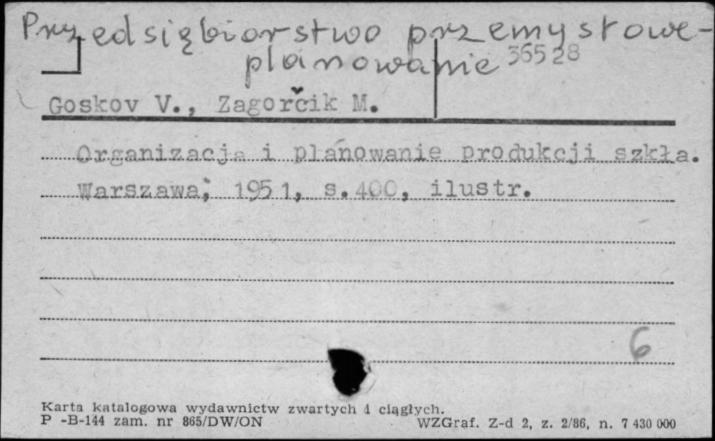 Przedsiębiorstwo przemysłowe-
planowanie 36528
Goskov V., Zagorčik M.
Organizacja i planowanie produkcji szkła.
Warszawa, 1951, s.400, ilustr.
6
Karta katalogowa wydawnictw zwartych i ciągłych.
P -B-144 zam. nr 865/DW/ON WZGraf. Z-d 2, z. 2/86, n. 7 430 000